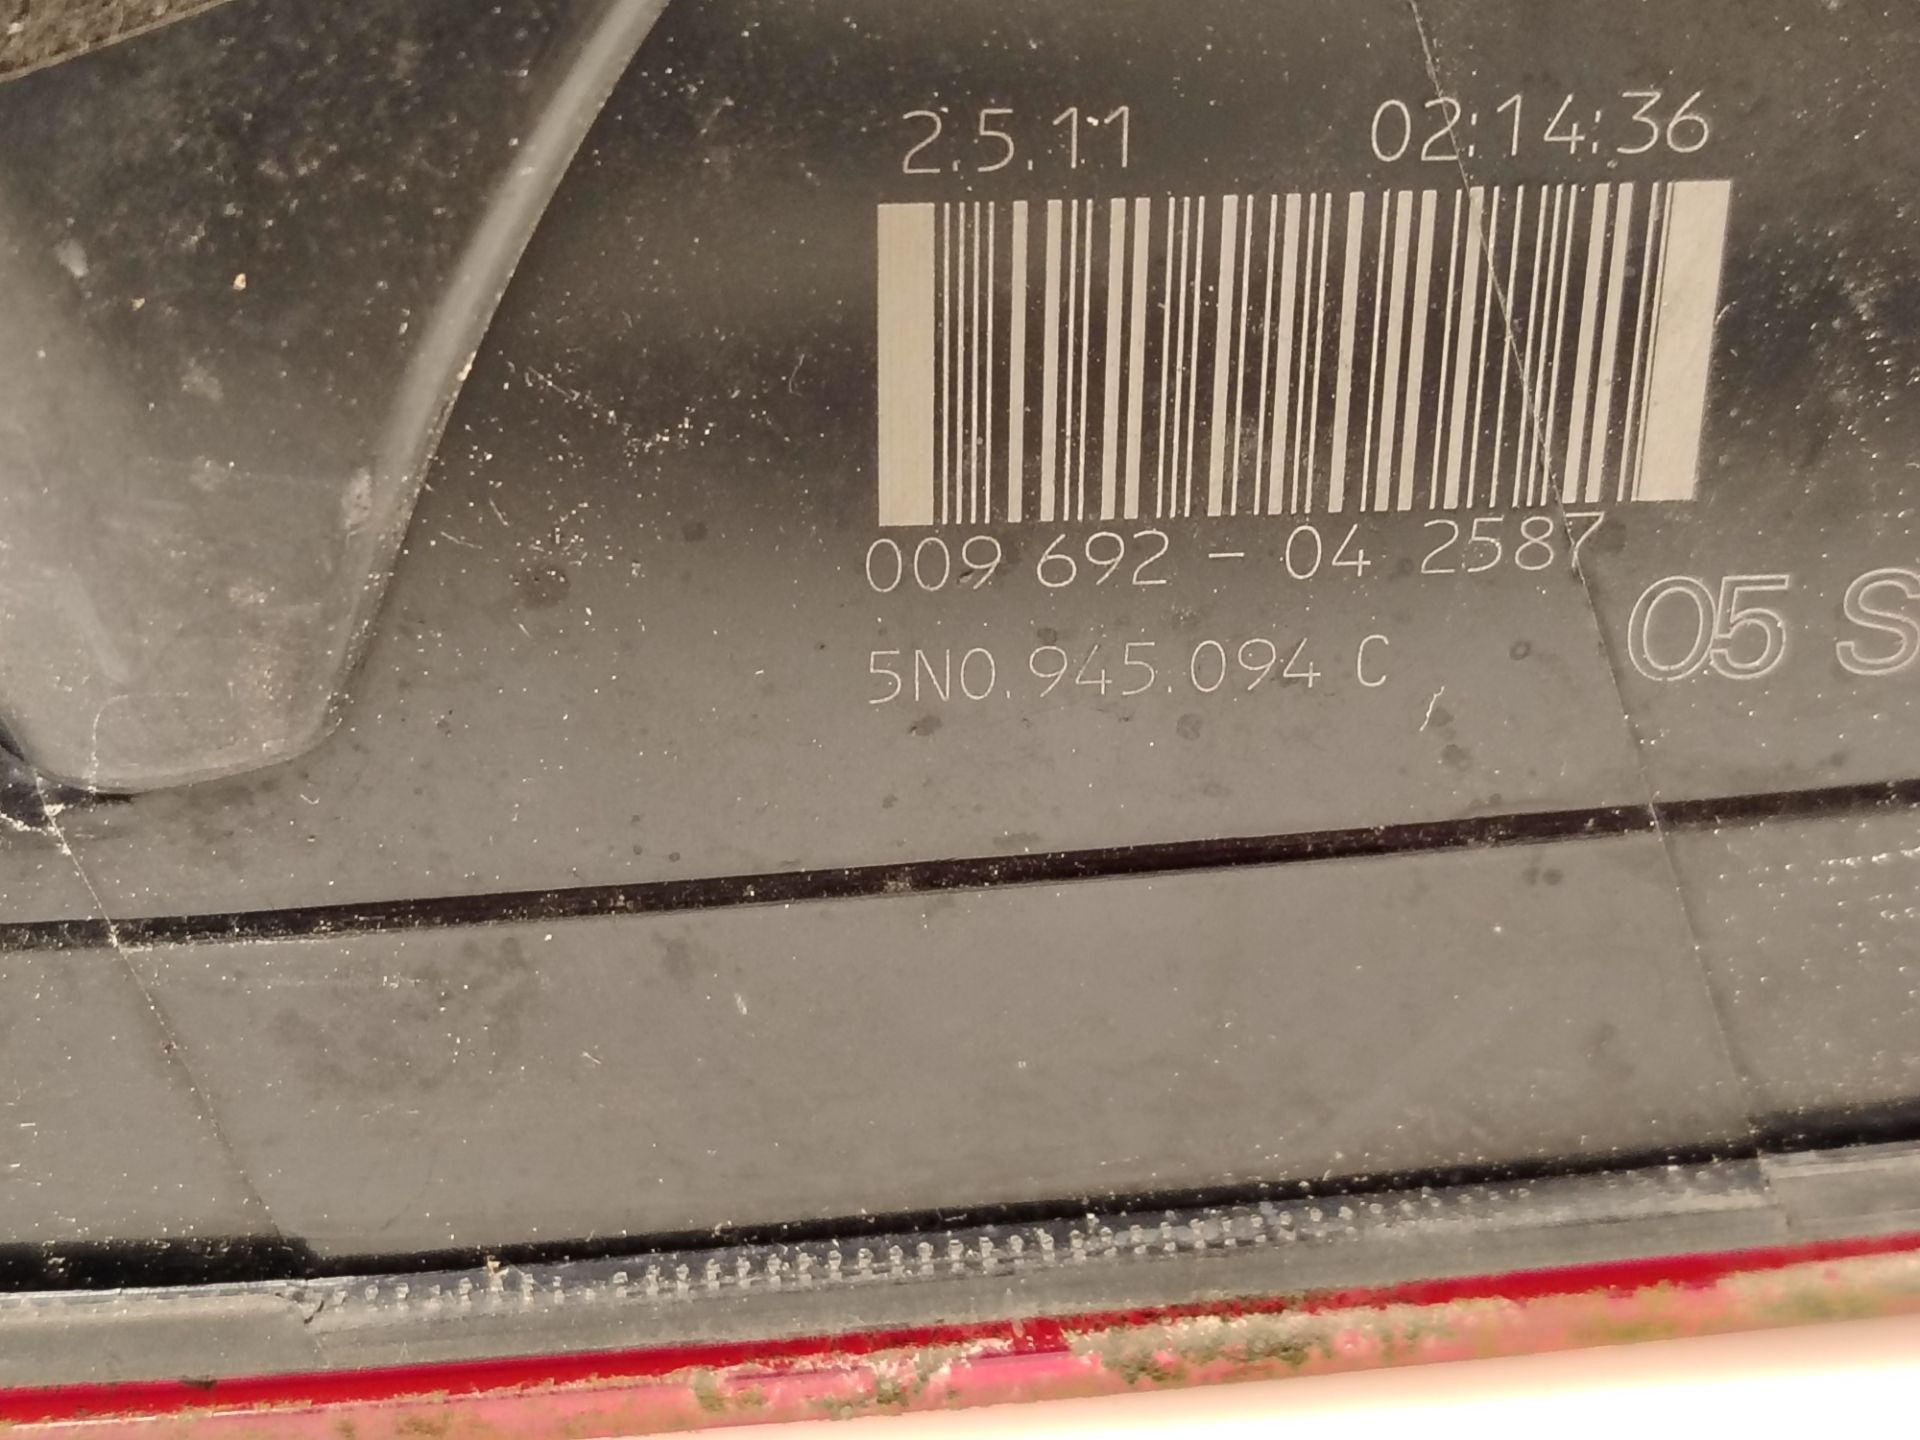 2.5.11 02:14:36
009 692 - 04 2587
05 S
5N0.945.094 C